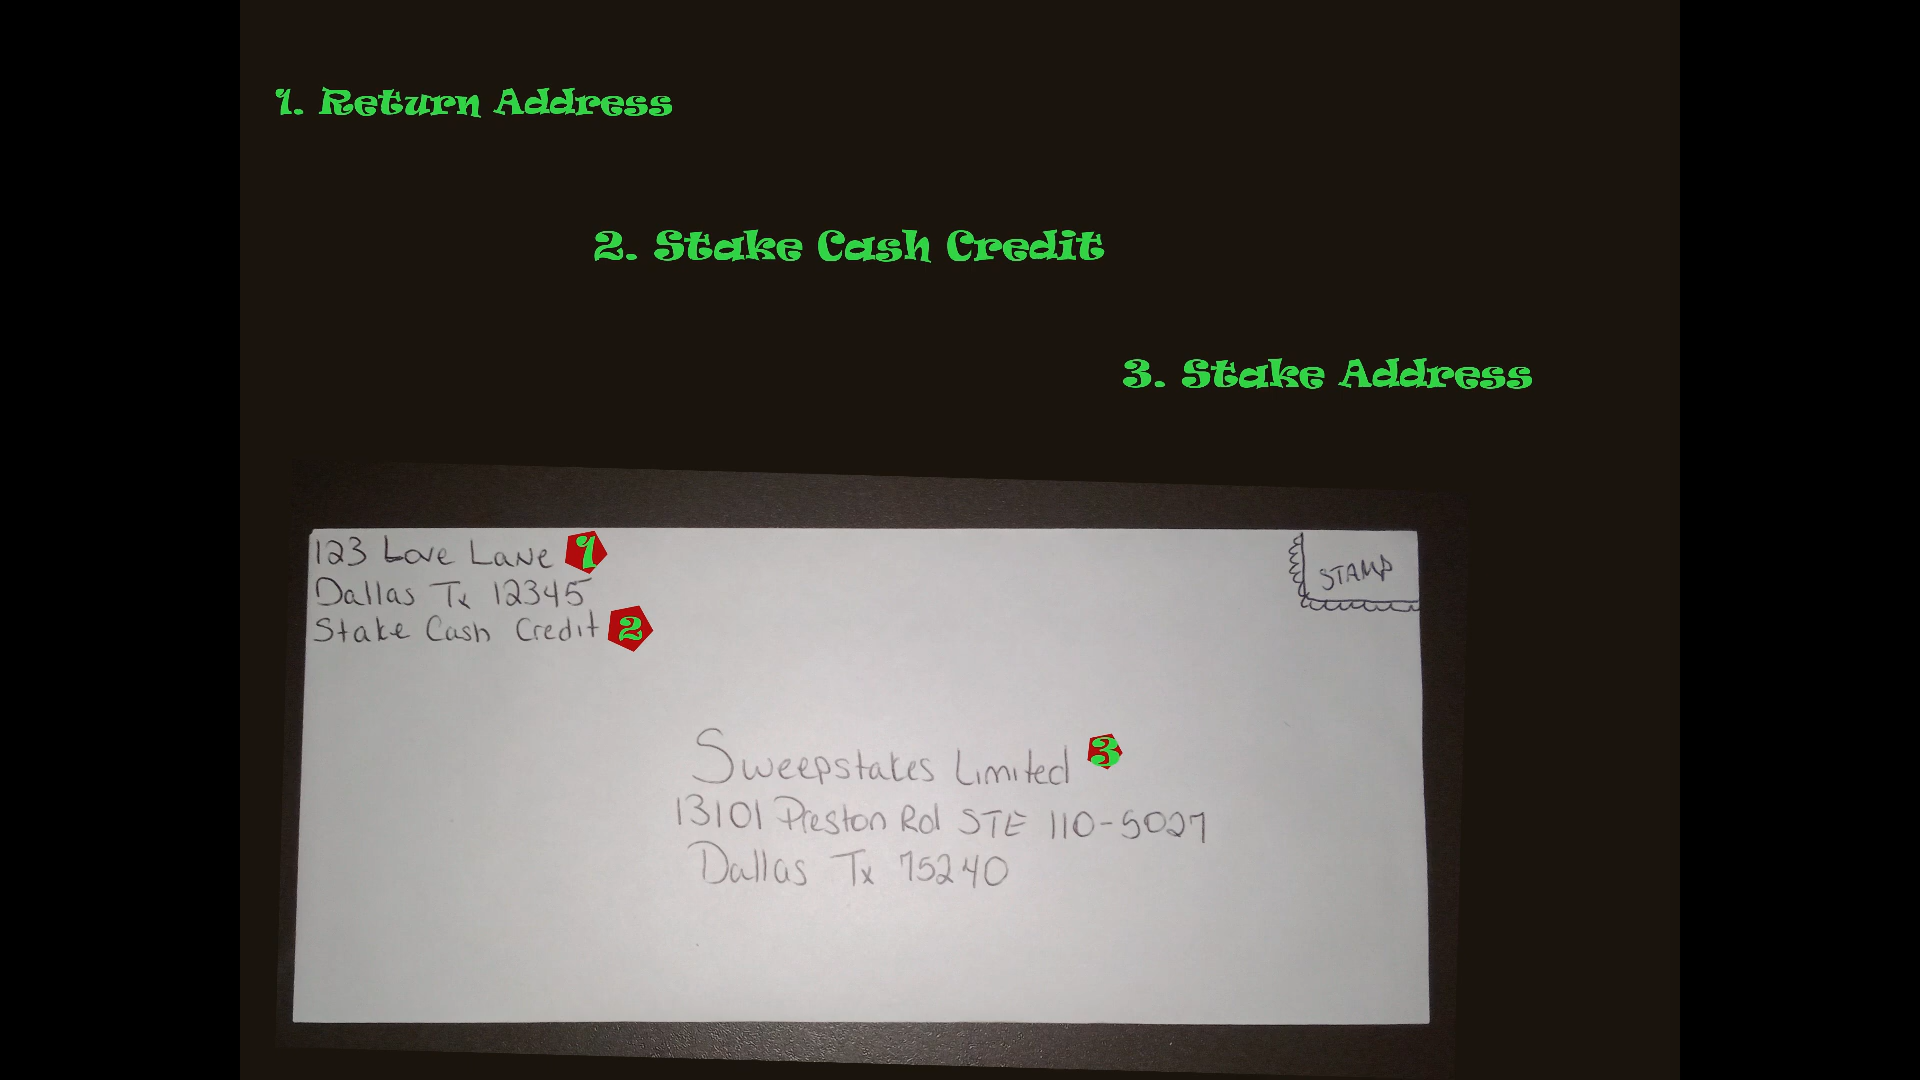 1. Return Address
2. Stake Cash Credit
3. Stake Address
123 Love Lane 1
Dallas Tx 12345
Stake Cash Credit 2
STAMP
Sweepstakes Limited 3
13101 Preston Rd STE 110-5027
Dallas Tx 75240